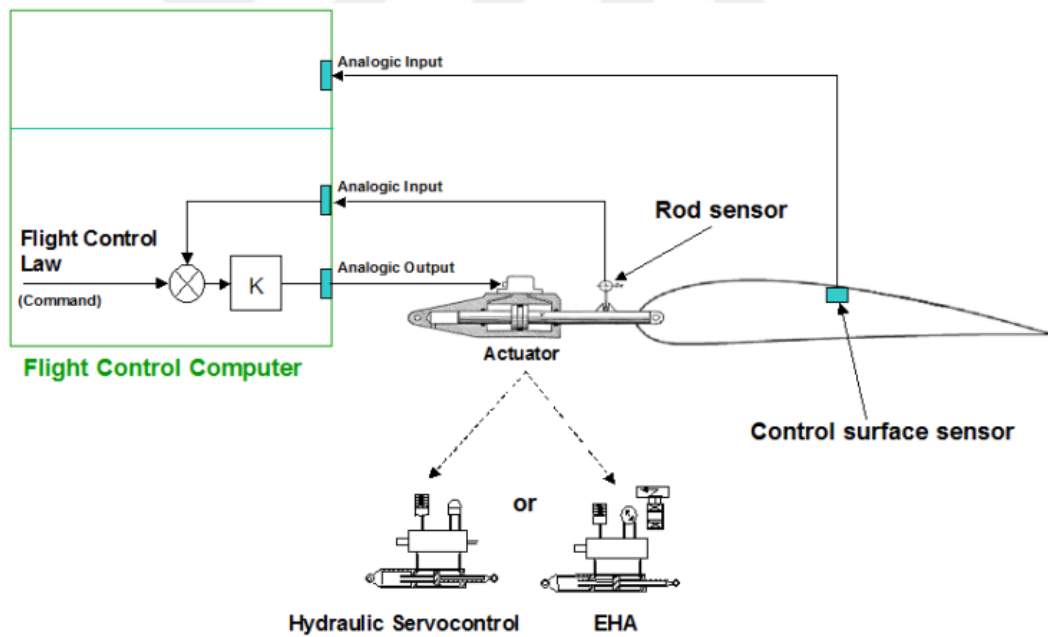 Analogic Input
Analogic Input
Rod sensor
Flight Control
Law
(Command)
K
Analogic Output
Actuator
Flight Control Computer
Control surface sensor
or
Hydraulic Servocontrol
EHA